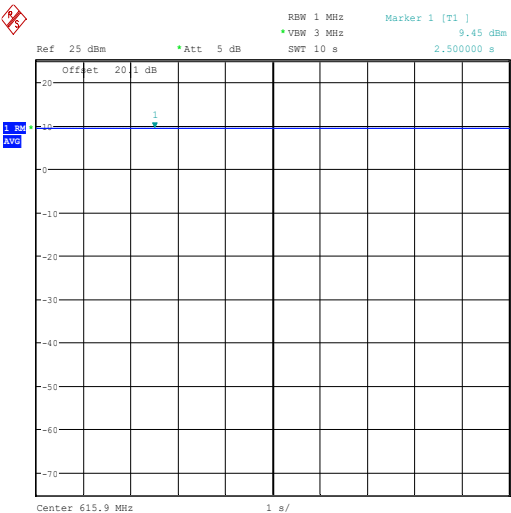 R S
RBW 1 MHz Marker 1 [T1 ]
*VBW 3 MHz 9.45 dBm
Ref 25 dBm *Att 5 dB SWT 10 s 2.500000 s
Offset 20.1 dB
20
1
1 RM * 10
AVG
0
-10
-20
-30
-40
-50
-60
-70
Center 615.9 MHz 1 s/